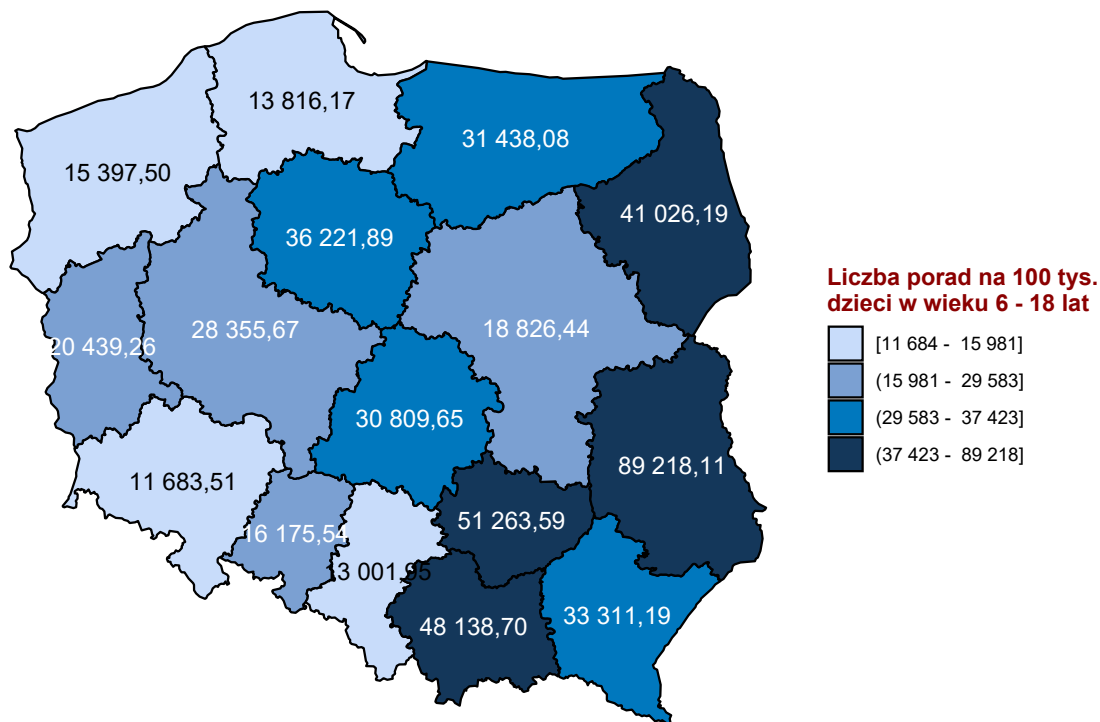 13 816,17
31 438,08
15 397,50
41 026,19
36 221,89
18 826,44
28 355,67
20 439,26
30 809,65
89 218,11
11 683,51
51 263,59
16 175,54
13 001,95
33 311,19
48 138,70
Liczba porad na 100 tys.
dzieci w wieku 6 - 18 lat
[11 684 - 15 981]
(15 981 - 29 583]
(29 583 - 37 423]
(37 423 - 89 218]